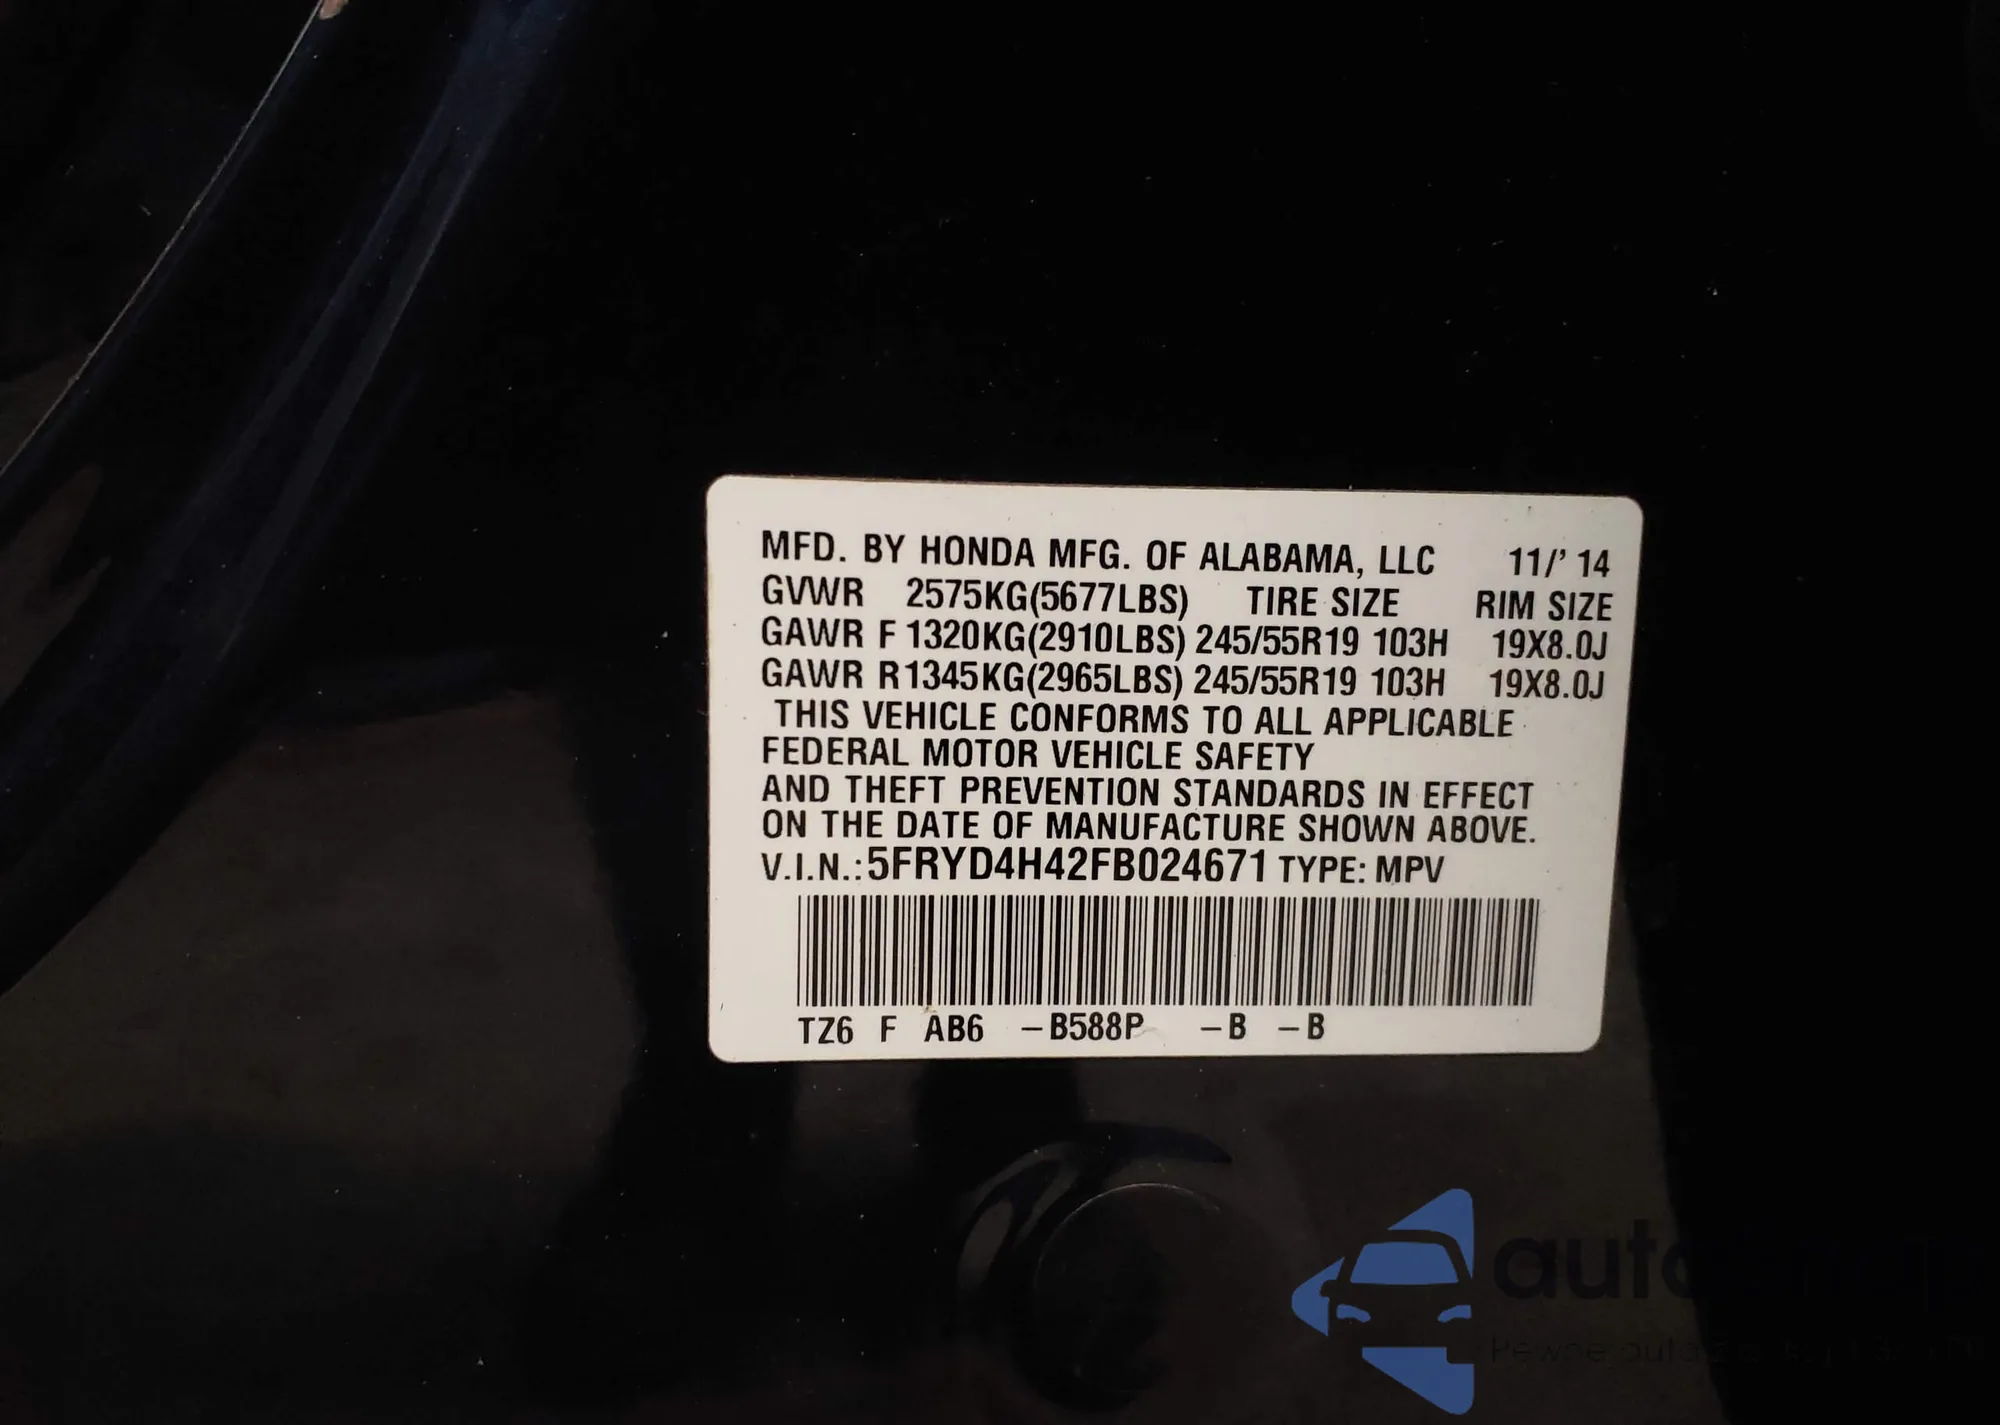 MFD. BY HONDA MFG. OF ALABAMA, LLC 11/' 14
GVWR 2575KG(5677LBS) TIRE SIZE RIM SIZE
GAWR F 1320KG(2910LBS) 245/55R19 103H 19X8.0J
GAWR R1345KG(2965LBS) 245/55R19 103H 19X8.0J
THIS VEHICLE CONFORMS TO ALL APPLICABLE
FEDERAL MOTOR VEHICLE SAFETY
AND THEFT PREVENTION STANDARDS IN EFFECT
ON THE DATE OF MANUFACTURE SHOWN ABOVE.
V.I.N.: 5FRYD4H42FB024671 TYPE: MPV
TZ6 F AB6 -B588P -B -B